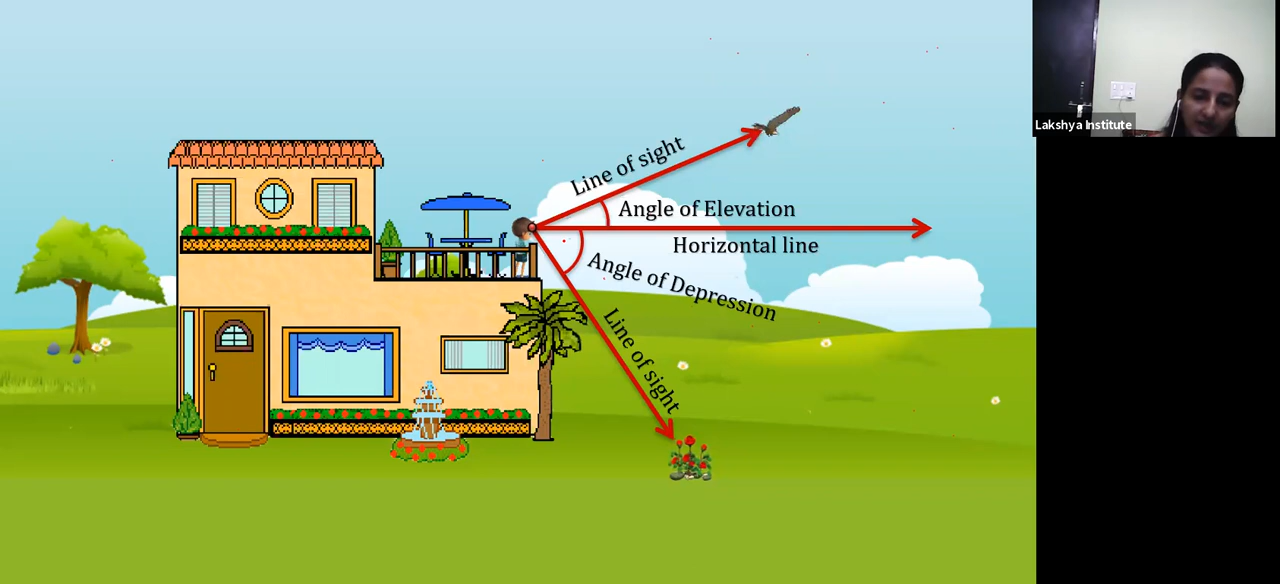 Lakshya Institute
Line of sight
Angle of Elevation
Horizontal line
Angle of Depression
Line of sight